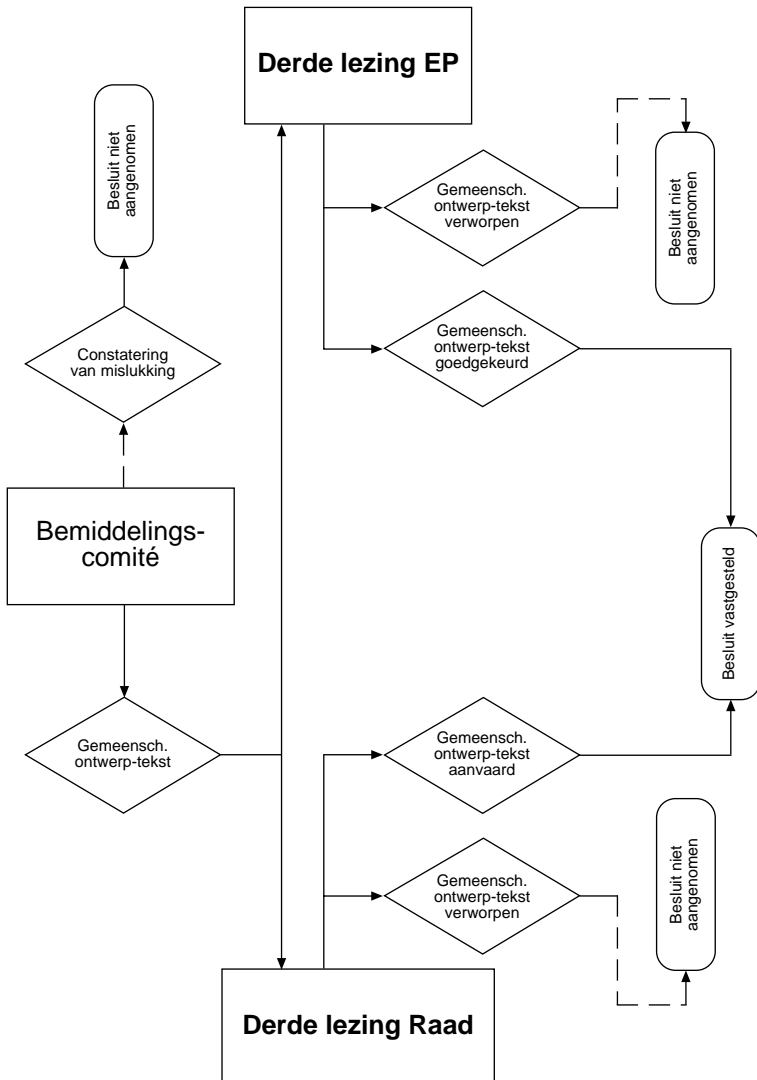 Derde lezing EP
Besluit niet
aangenomen
Gemeensch.
ontwerp-tekst
verworpen
Besluit niet
aangenomen
Gemeensch.
ontwerp-tekst
goedgekeurd
Constatering
van mislukking
Bemiddelings-
comité
Besluit vastgesteld
Gemeensch.
ontwerp-tekst
Gemeensch.
ontwerp-tekst
aanvaard
Gemeensch.
ontwerp-tekst
verworpen
Besluit niet
aangenomen
Derde lezing Raad